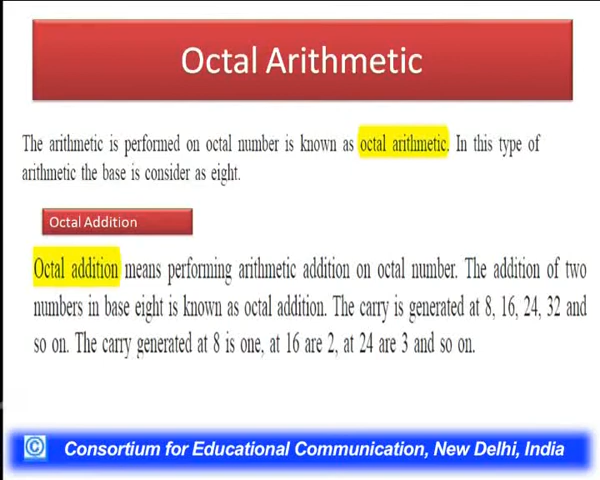 Octal Arithmetic
The arithmetic is performed on octal number is known as octal arithmetic. In this type of
arithmetic the base is consider as eight.
Octal Addition
Octal addition means performing arithmetic addition on octal number. The addition of two
numbers in base eight is known as octal addition. The carry is generated at 8, 16, 24, 32 and
so on. The carry generated at 8 is one, at 16 are 2, at 24 are 3 and so on.
© Consortium for Educational Communication, New Delhi, India